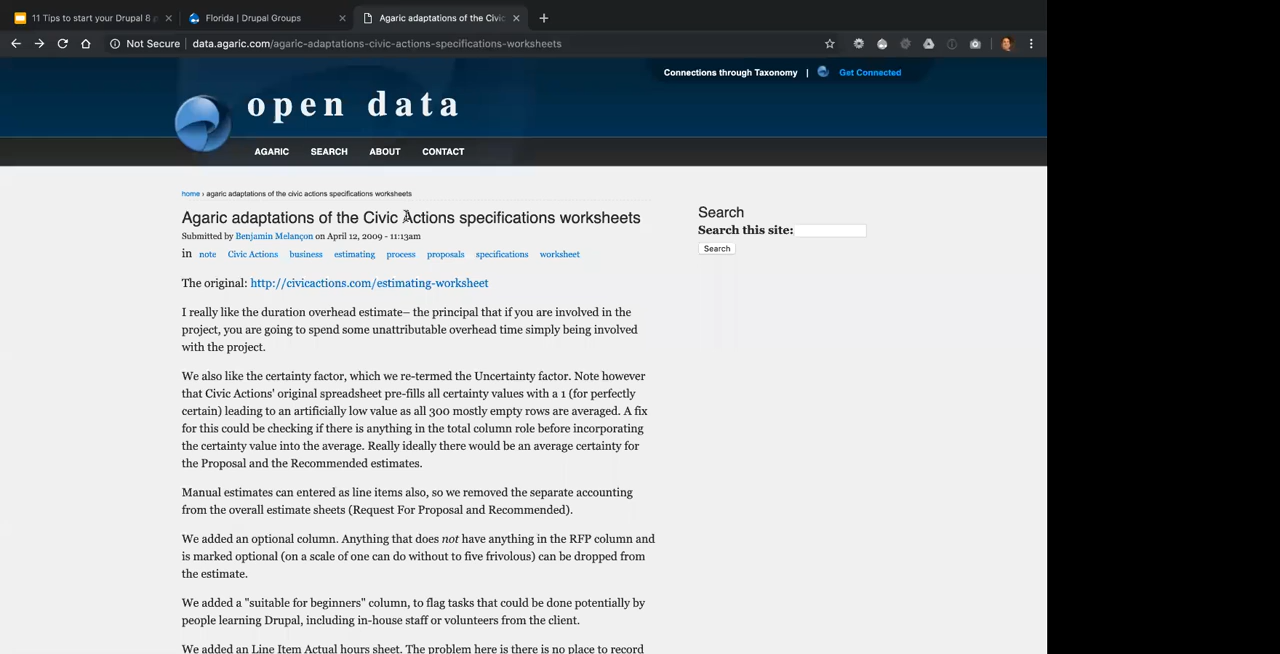 11 Tips to start your Drupal 8
Florida | Drupal Groups
Agaric adaptations of the Civic
Not Secure
data.agaric.com/agaric-adaptations-civic-actions-specifications-worksheets
Connections through Taxonomy | Get Connected
open data
AGARIC SEARCH ABOUT CONTACT
home › agaric adaptations of the civic actions specifications worksheets
Agaric adaptations of the Civic Actions specifications worksheets
Submitted by Benjamin Melançon on April 12, 2009 - 11:13am
in note Civic Actions business estimating process proposals specifications worksheet
The original: http://civicactions.com/estimating-worksheet
I really like the duration overhead estimate– the principal that if you are involved in the
project, you are going to spend some unattributable overhead time simply being involved
with the project.
We also like the certainty factor, which we re-termed the Uncertainty factor. Note however
that Civic Actions' original spreadsheet pre-fills all certainty values with a 1 (for perfectly
certain) leading to an artificially low value as all 300 mostly empty rows are averaged. A fix
for this could be checking if there is anything in the total column role before incorporating
the certainty value into the average. Really ideally there would be an average certainty for
the Proposal and the Recommended estimates.
Manual estimates can entered as line items also, so we removed the separate accounting
from the overall estimate sheets (Request For Proposal and Recommended).
We added an optional column. Anything that does not have anything in the RFP column and
is marked optional (on a scale of one can do without to five frivolous) can be dropped from
the estimate.
We added a "suitable for beginners" column, to flag tasks that could be done potentially by
people learning Drupal, including in-house staff or volunteers from the client.
We added an Line Item Actual hours sheet. The problem here is there is no place to record
Search
Search this site:
Search